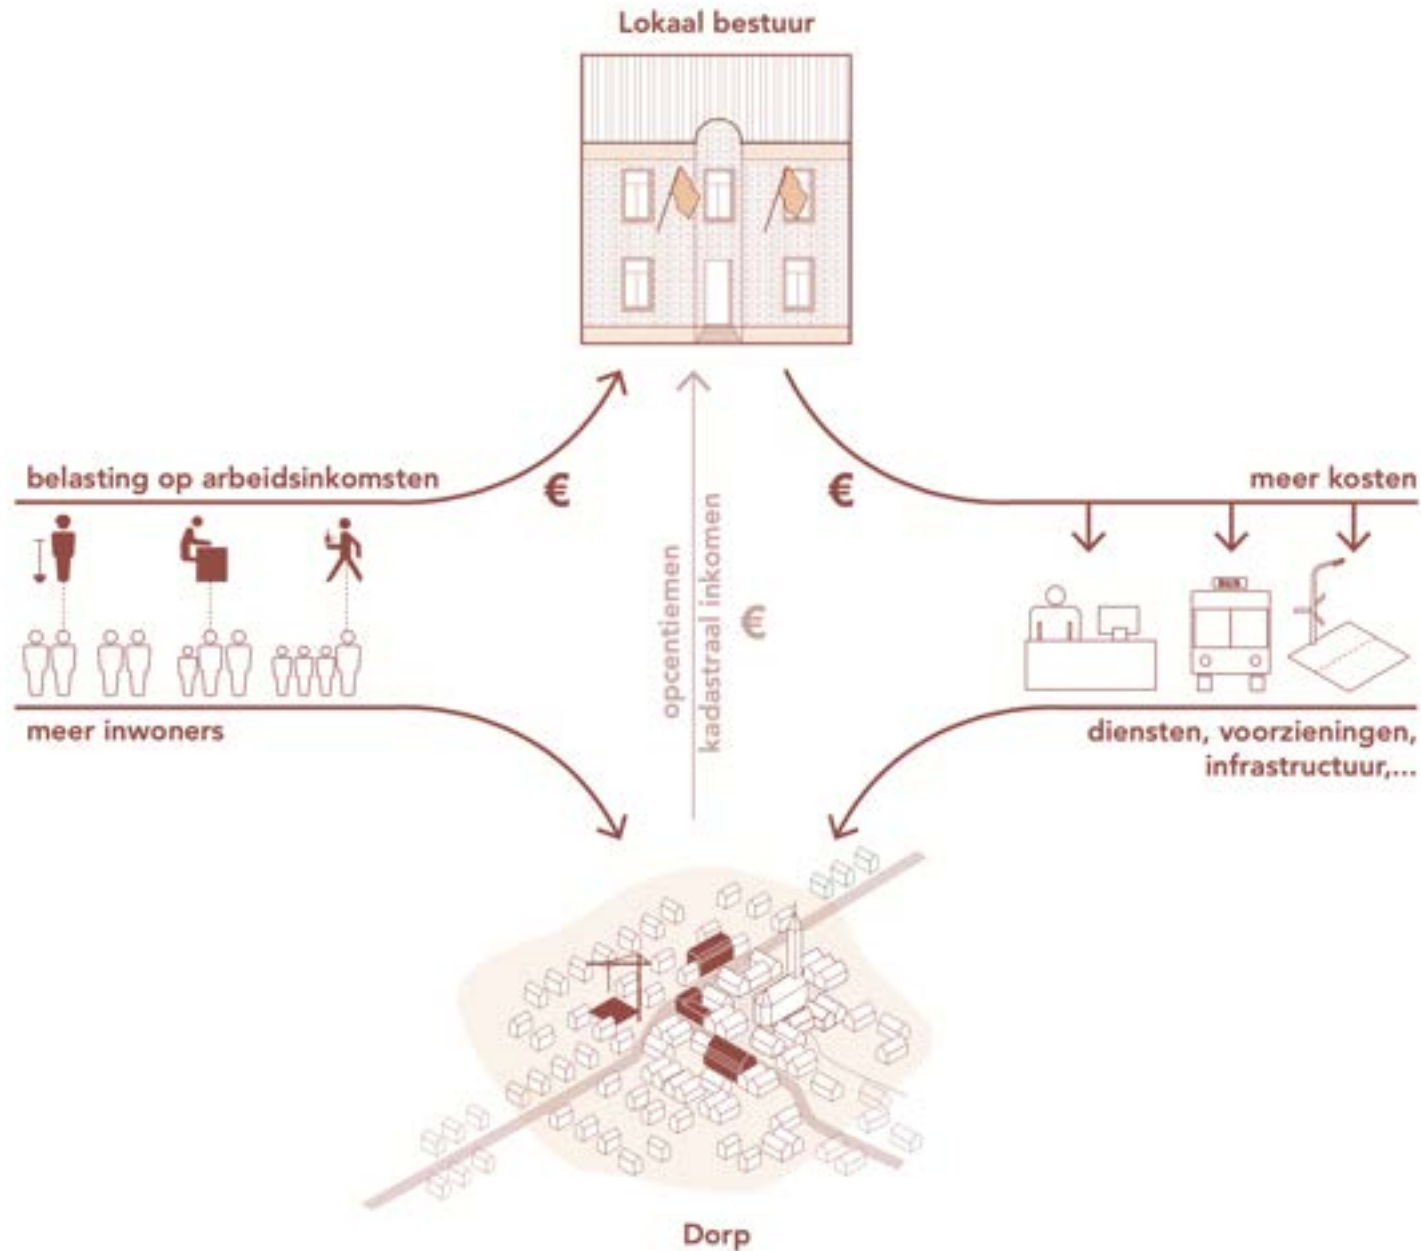 Lokaal bestuur
belasting op arbeidsinkomsten
€
€
meer kosten
opcentiemen
kadastraal inkomen
€
BUS
meer inwoners
diensten, voorzieningen,
infrastructuur,...
Dorp